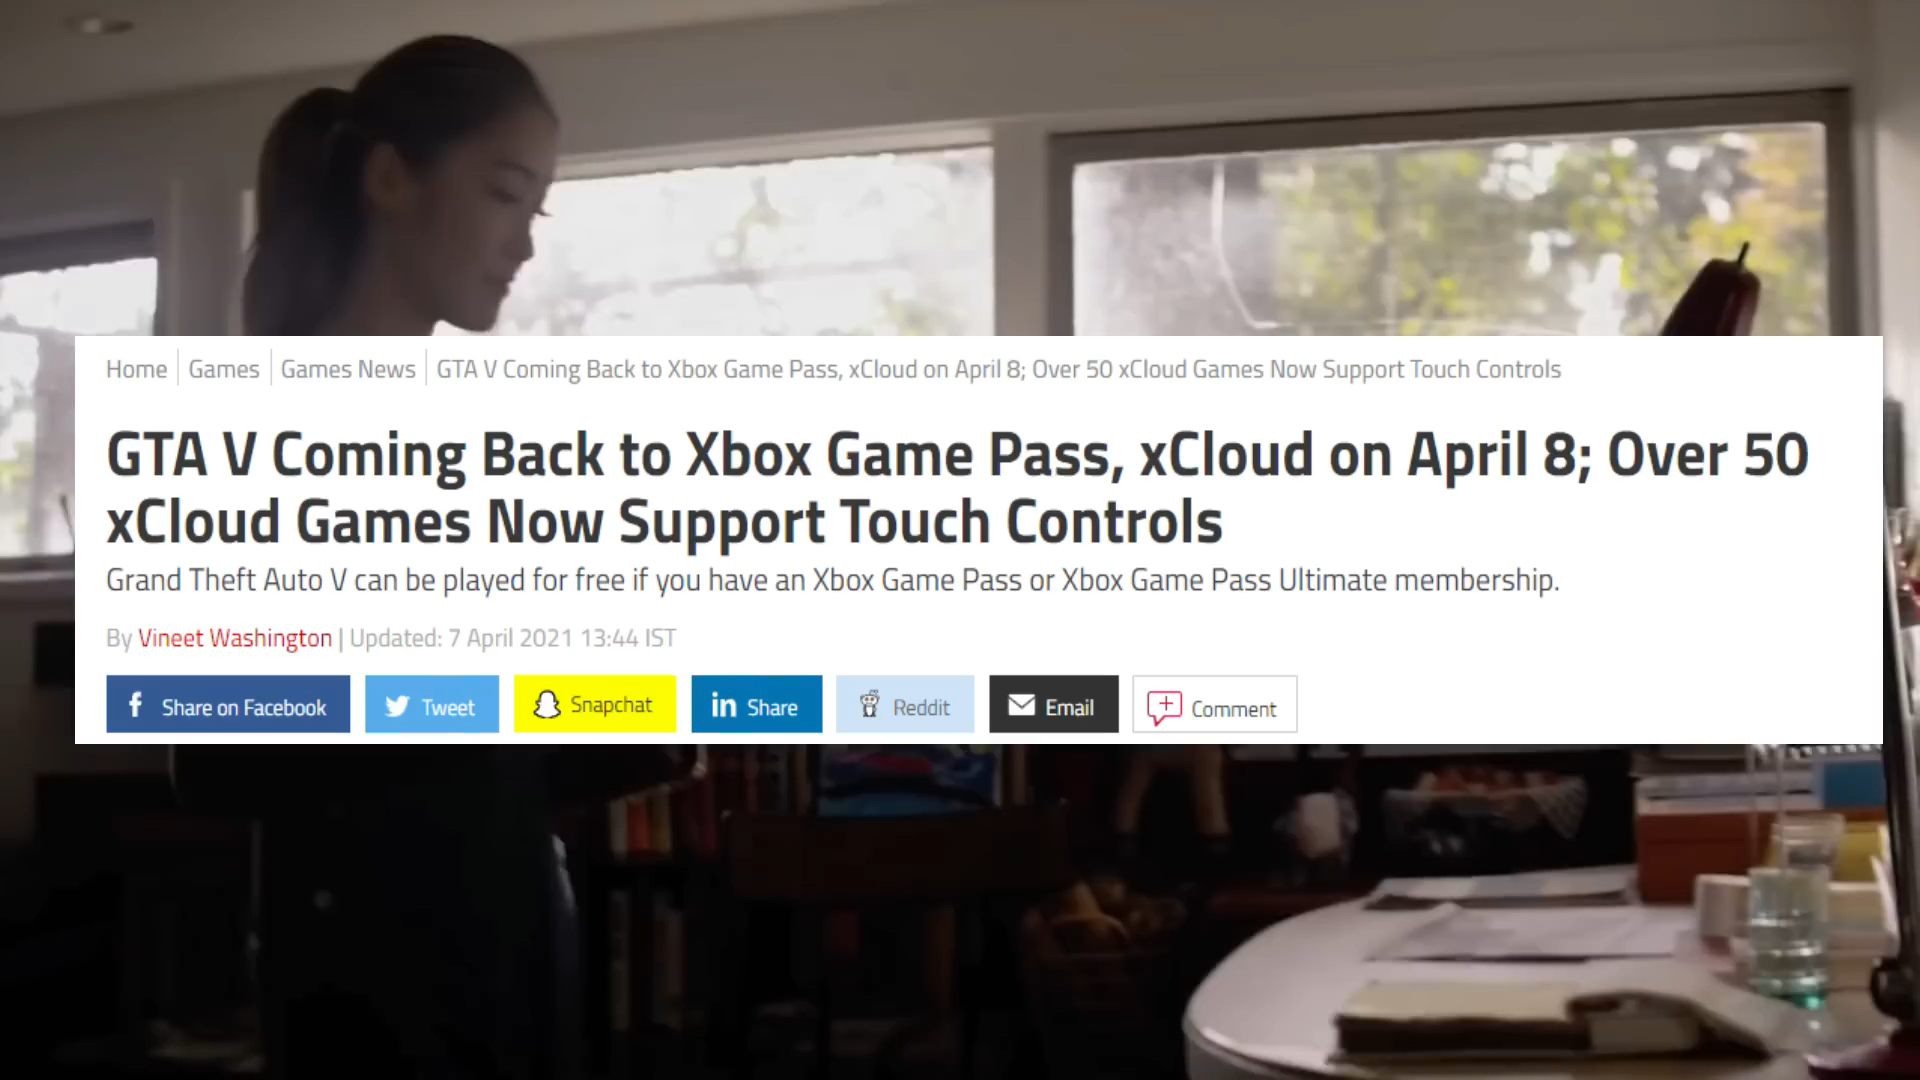 Home Games Games News GTA V Coming Back to Xbox Game Pass, xCloud on April 8; Over 50 xCloud Games Now Support Touch Controls
GTA V Coming Back to Xbox Game Pass, xCloud on April 8; Over 50
xCloud Games Now Support Touch Controls
Grand Theft Auto V can be played for free if you have an Xbox Game Pass or Xbox Game Pass Ultimate membership.
By Vineet Washington | Updated: 7 April 2021 13:44 IST
Share on Facebook Tweet Snapchat in Share Reddit Email Comment